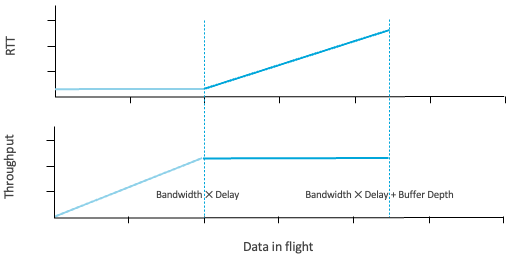 RTT
Throughput
Bandwidth × Delay
Bandwidth × Delay + Buffer Depth
Data in flight